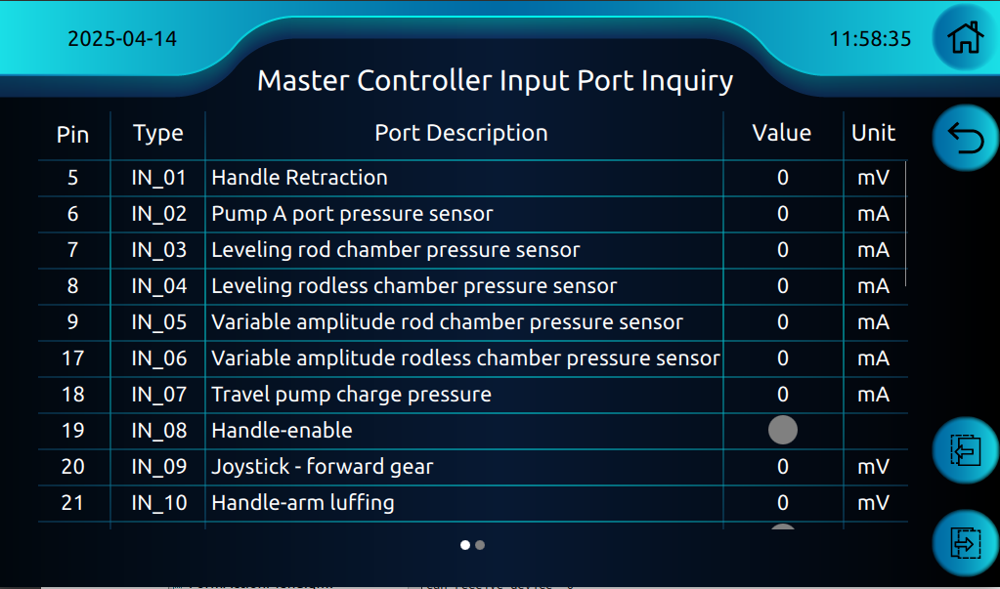 2025-04-14
11:58:35
Master Controller Input Port Inquiry
Pin Type Port Description Value Unit
5 IN_01 Handle Retraction 0 mV
6 IN_02 Pump A port pressure sensor 0 mA
7 IN_03 Leveling rod chamber pressure sensor 0 mA
8 IN_04 Leveling rodless chamber pressure sensor 0 mA
9 IN_05 Variable amplitude rod chamber pressure sensor 0 mA
17 IN_06 Variable amplitude rodless chamber pressure sensor 0 mA
18 IN_07 Travel pump charge pressure 0 mA
19 IN_08 Handle-enable
20 IN_09 Joystick - forward gear 0 mV
21 IN_10 Handle-arm luffing 0 mV